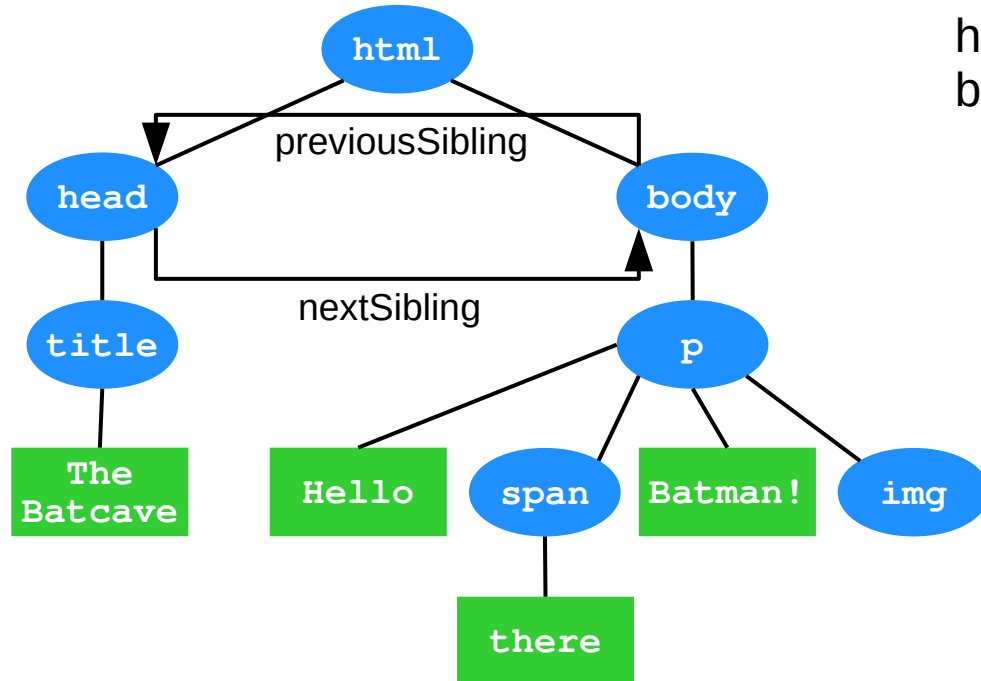 html
h
b
previousSibling
head
body
nextSibling
title
p
The
Batcave
Hello
span
Batman!
img
there